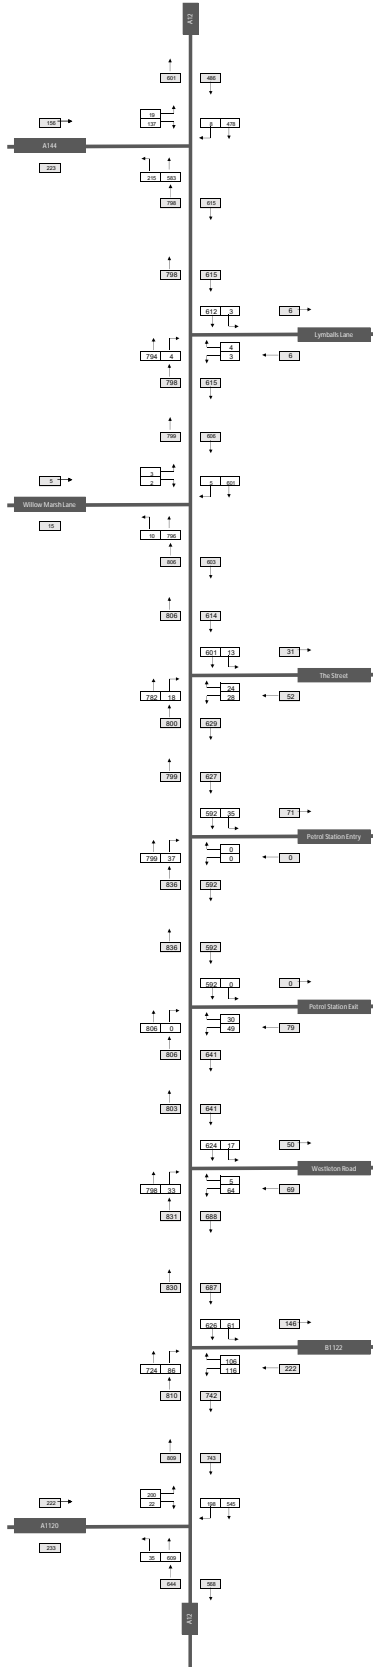 A12
601 486
19
156 137 8 478
A144
223 215 583
798 615
798 615
612 3 6
Lymballs Lane
794 4 4
3 6
798 615
799 606
3
5 2 5 601
Willow Marsh Lane
15 10 796
806 603
806 614
601 13 31
The Street
782 18 24
28 52
800 629
799 627
592 35 71
Petrol Station Entry
799 37 0
0 0
836 592
836 592
592 0 0
Petrol Station Exit
806 0 30
49 79
806 641
803 641
624 17 50
Westleton Road
798 33 5
64 69
831 688
830 687
626 61 146
B1122
724 86 106
116 222
810 742
809 743
200
222 22 198 545
A1120
233 35 609
644 568
A12